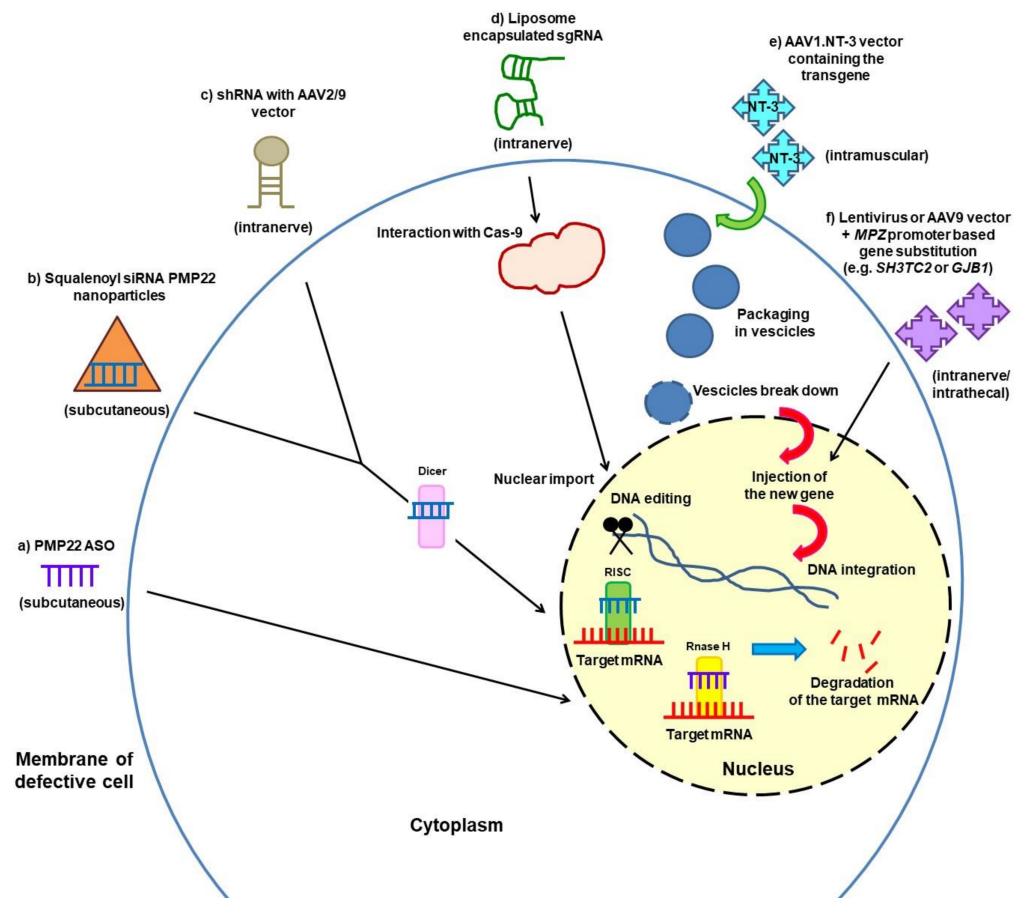 d) Liposome
encapsulated sgRNA
(intranerve)
e) AAV1.NT-3 vector
containing the
transgene
NT-3
NT-3
(intramuscular)
c) shRNA with AAV2/9
vector
(intranerve)
f) Lentivirus or AAV9 vector
+ MPZ promoter based
gene substitution
(e.g. SH3TC2 or GJB1)
(intranerve/
intrathecal)
Interaction with Cas-9
b) Squalenoyl siRNA PMP22
nanoparticles
(subcutaneous)
Packaging
in vescicles
Vescicles break down
Dicer
Nuclear import
Injection of
the new gene
DNA editing
a) PMP22 ASO
(subcutaneous)
DNA integration
RISC
Target mRNA
Rnase H
Target mRNA
Degradation
of the target mRNA
Nucleus
Membrane of
defective cell
Cytoplasm